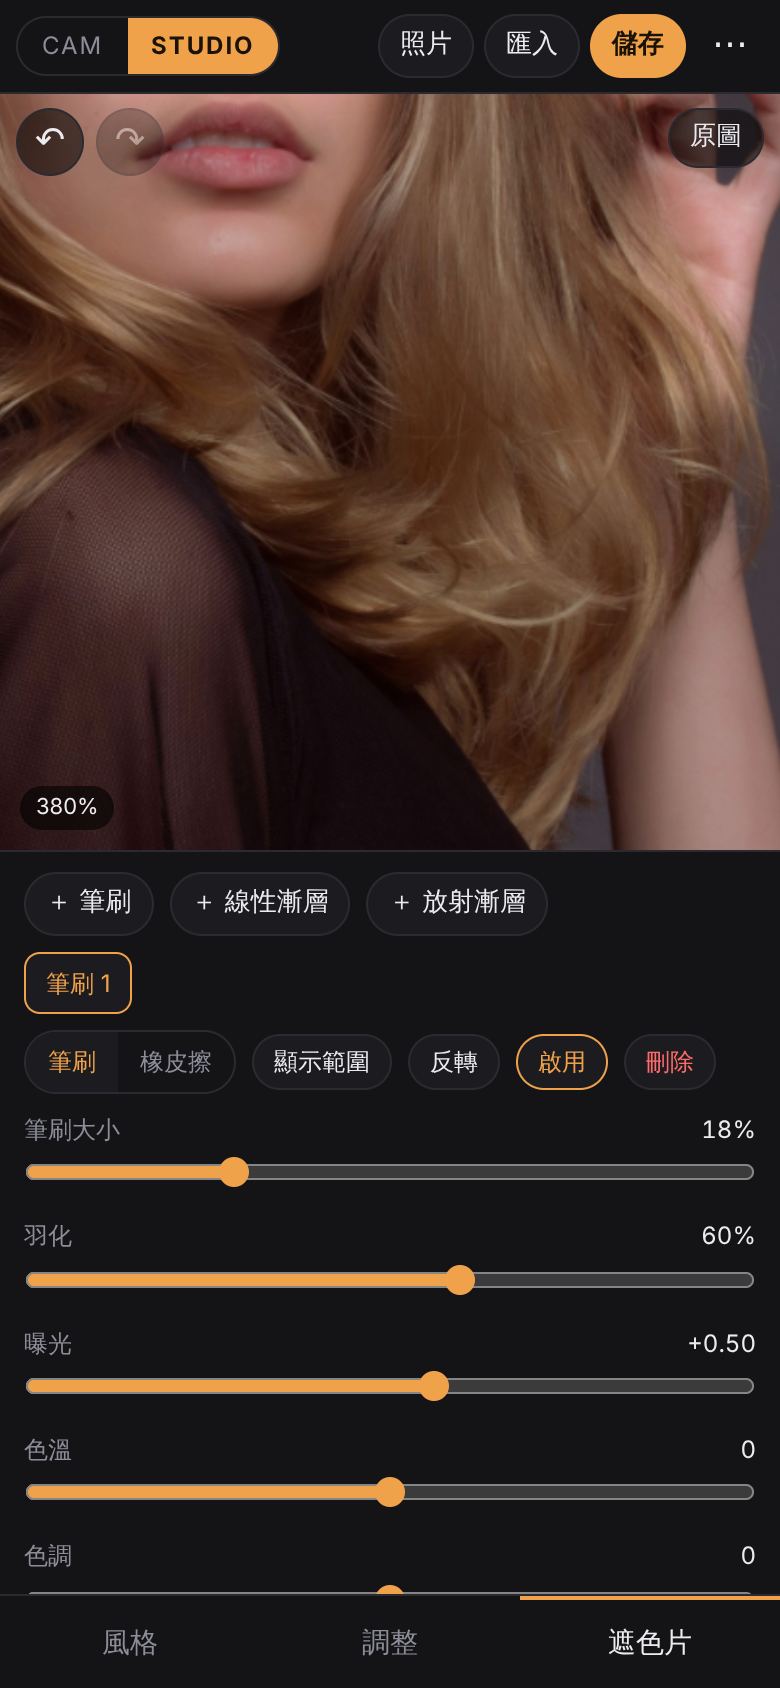 CAM STUDIO 照片 匯入 儲存 ⋯
↶ ↷ 原圖
380%
+ 筆刷 + 線性漸層 + 放射漸層
筆刷 1
筆刷 橡皮擦 顯示範圍 反轉 啟用 刪除
筆刷大小 18%
羽化 60%
曝光 +0.50
色溫 0
色調 0
風格 調整 遮色片